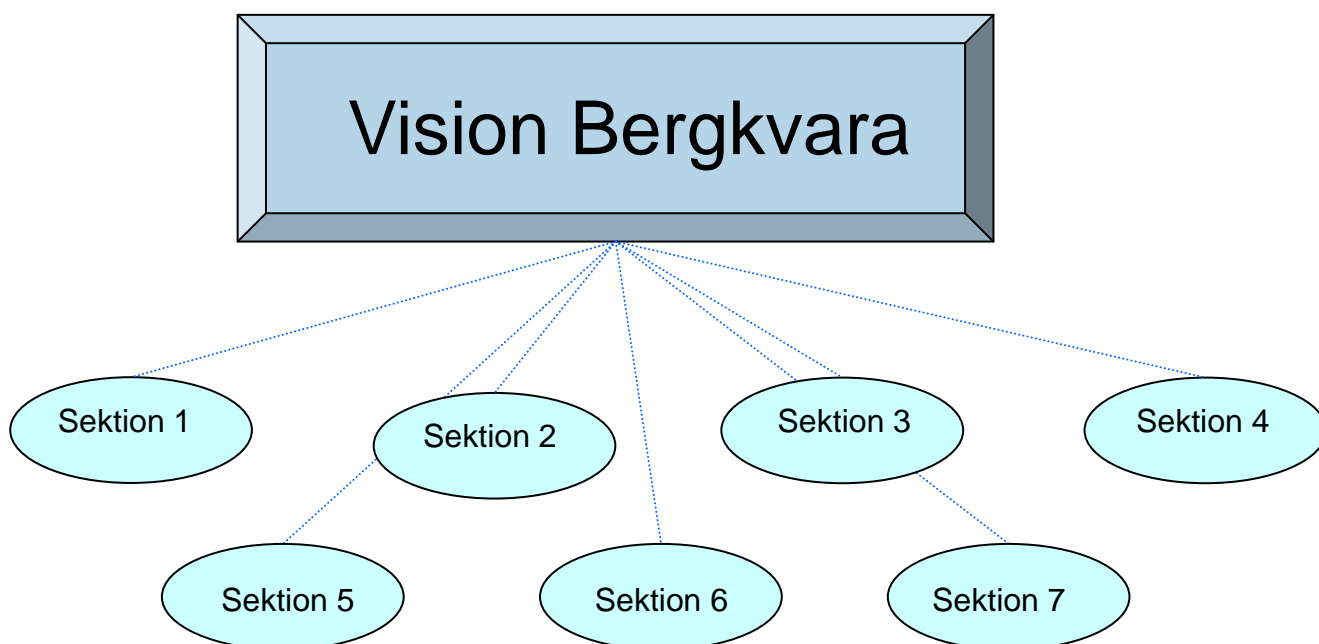 Vision Bergkvara
Sektion 1
Sektion 2
Sektion 3
Sektion 4
Sektion 5
Sektion 6
Sektion 7